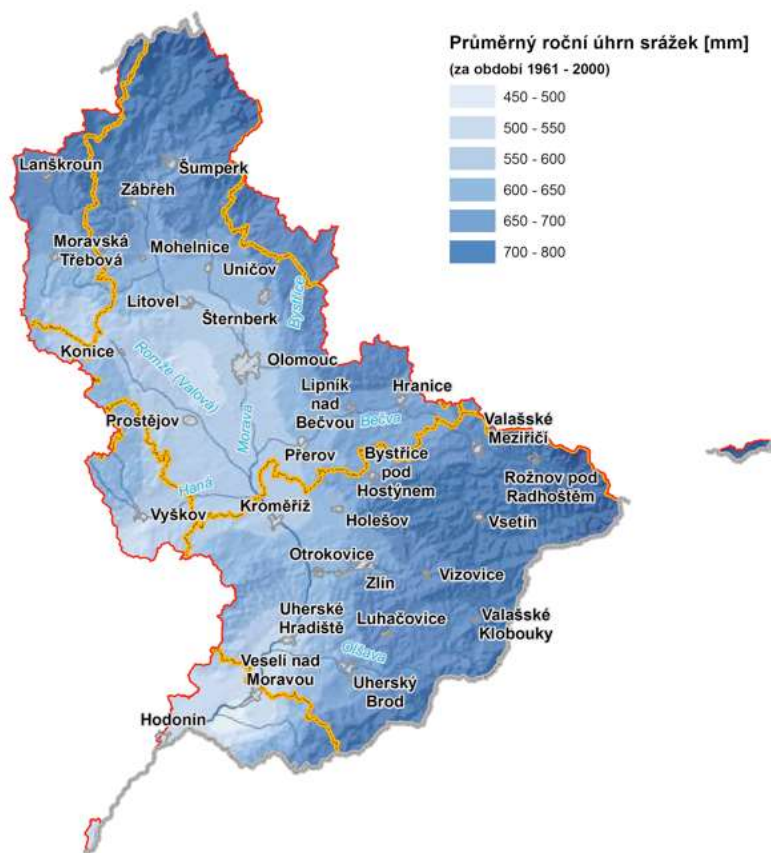 Průměrný roční úhrn srážek [mm]
(za období 1961 - 2000)
450 - 500
500 - 550
550 - 600
600 - 650
650 - 700
700 - 800
Lanškroun
Šumperk
Zábřeh
Moravská
Třebová
Mohelnice
Uničov
Litovel
Šternberk
Bystřice
Konice
Romže (Valová)
Olomouc
Lipník
nad
Bečvou
Hranice
Bečva
Prostějov
Morava
Přerov
Valašské
Meziříčí
Bystřice
pod
Hostýnem
Rožnov pod
Radhoštěm
Haná
Vyškov
Kroměříž
Holešov
Vsetín
Otrokovice
Zlín
Vizovice
Uherské
Hradiště
Luhačovice
Valašské
Klobouky
Olšava
Veselí nad
Moravou
Uherský
Brod
Hodonín